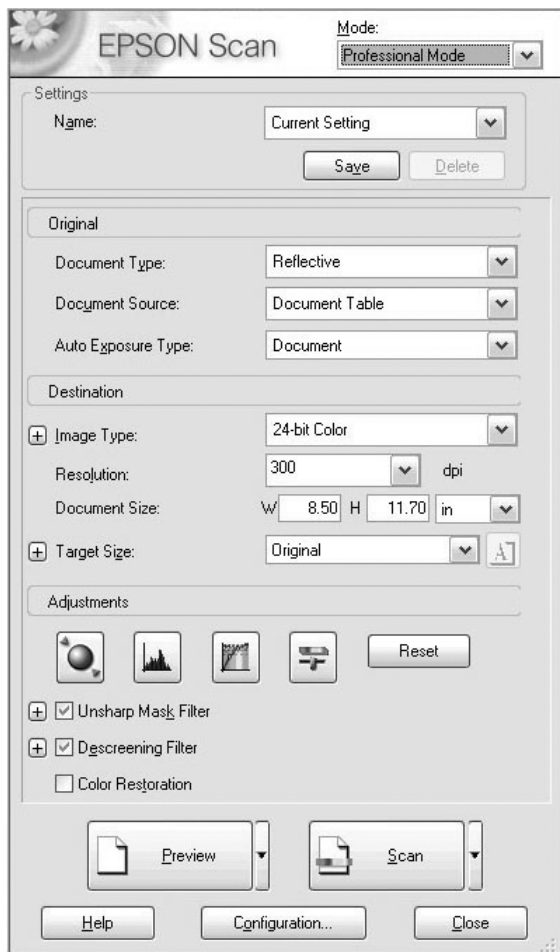 EPSON Scan
Mode:
Professional Mode
Settings
Name: Current Setting
Save Delete
Original
Document Type: Reflective
Document Source: Document Table
Auto Exposure Type: Document
Destination
Image Type: 24-bit Color
Resolution: 300 dpi
Document Size: W 8.50 H 11.70 in
Target Size: Original
Adjustments
Reset
Unsharp Mask Filter
Descreening Filter
Color Restoration
Preview Scan
Help Configuration... Close